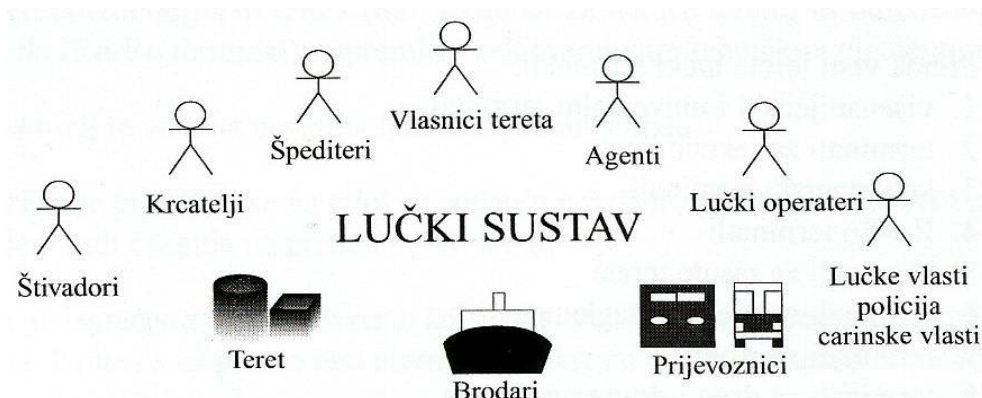 Vlasnici tereta
Špediteri
Agenti
Krcatelji
Lučki operateri
LUČKI SUSTAV
Štivadori
Lučke vlasti
policija
carinske vlasti
Teret
Prijevoznici
Brodari